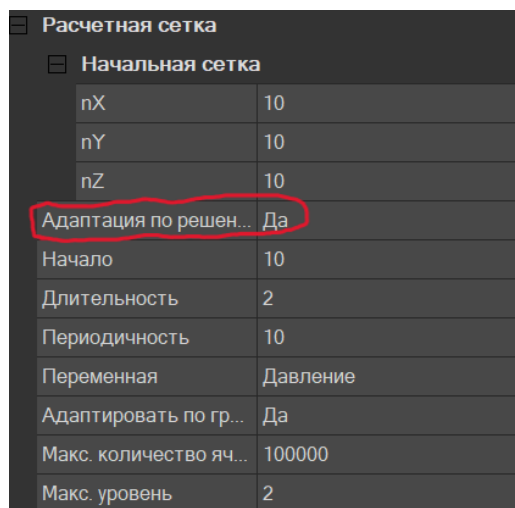 Расчетная сетка
Начальная сетка
nX 10
nY 10
nZ 10
Адаптация по решен... Да
Начало 10
Длительность 2
Периодичность 10
Переменная Давление
Адаптировать по гр... Да
Макс. количество яч... 100000
Макс. уровень 2